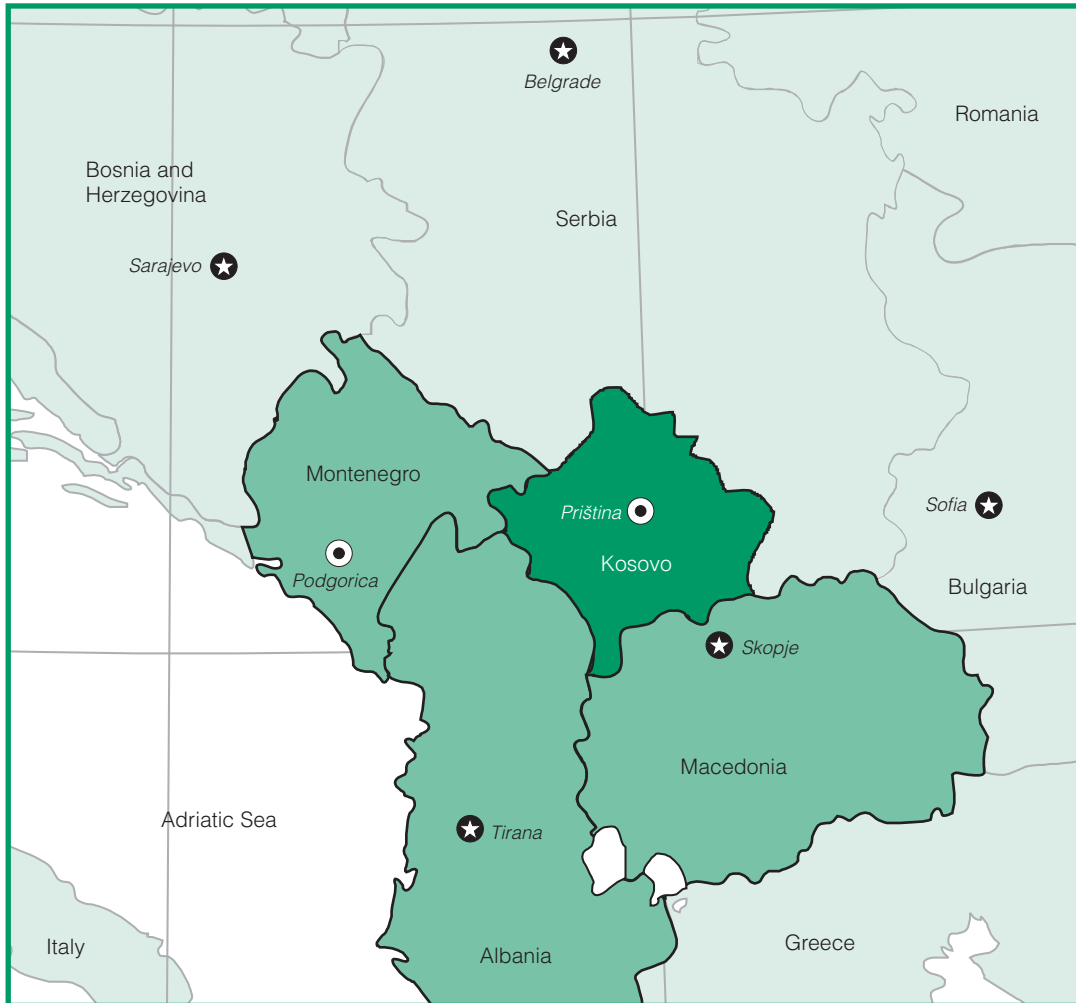 Belgrade
Romania
Bosnia and
Herzegovina
Serbia
Sarajevo
Montenegro
Priština
Sofia
Kosovo
Podgorica
Bulgaria
Skopje
Macedonia
Adriatic Sea
Tirana
Italy
Albania
Greece